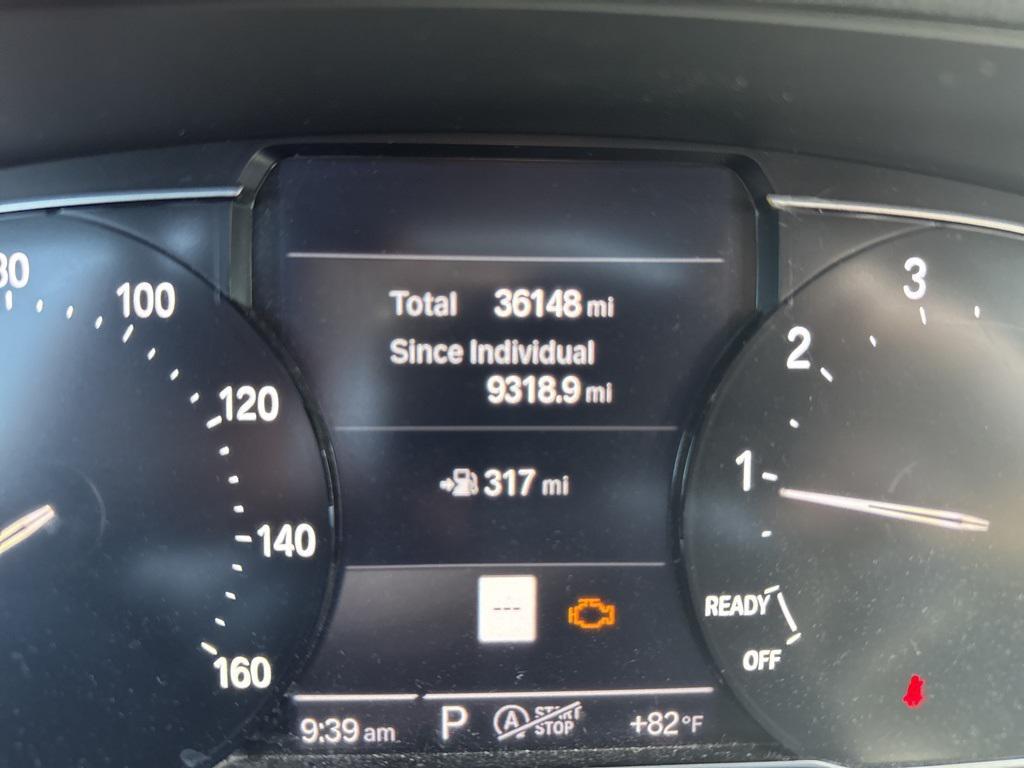 80
100
120
140
160
Total 36148 mi
Since Individual
9318.9 mi
317 mi
---
9:39 am P A START STOP +82°F
3
2
1
READY
OFF